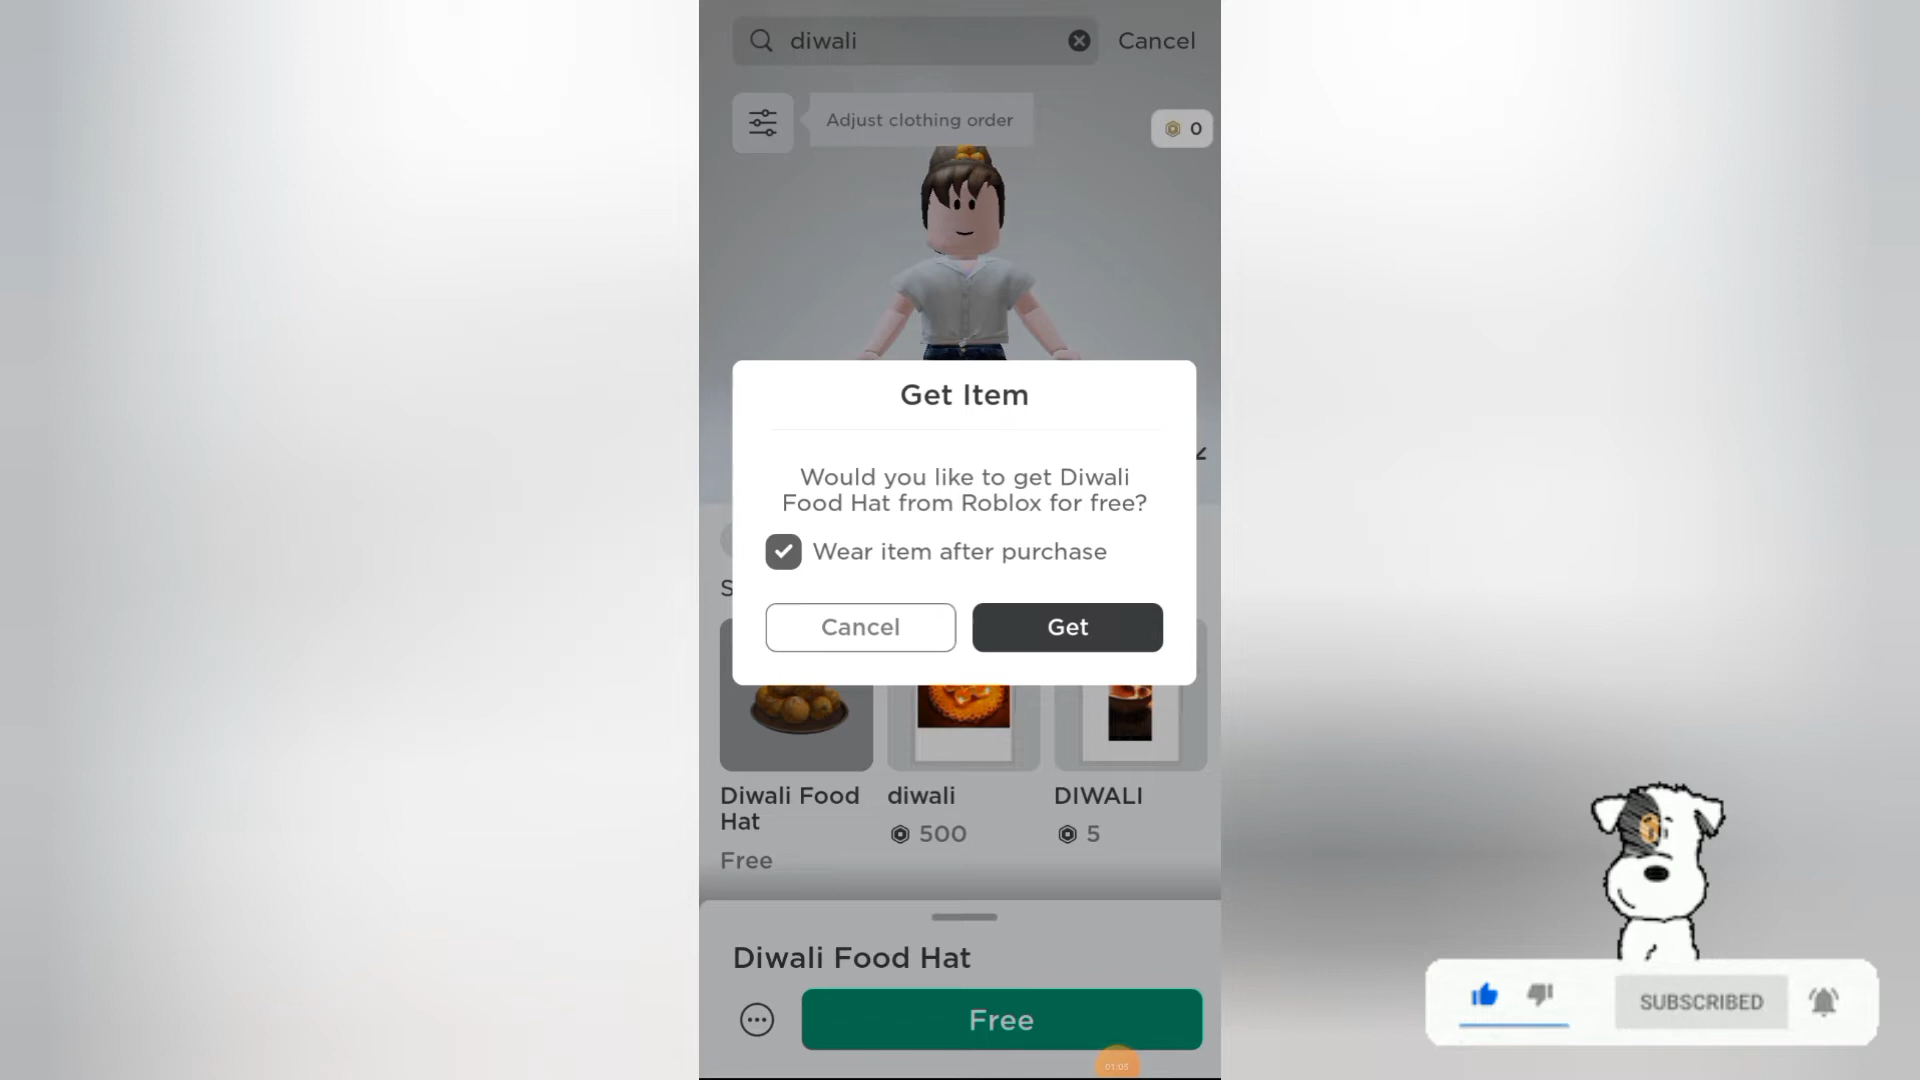 diwali
Cancel
Adjust clothing order
0
Get Item
Would you like to get Diwali
Food Hat from Roblox for free?
Wear item after purchase
Cancel
Get
S
Diwali Food
Hat
Free
diwali
500
DIWALI
5
Diwali Food Hat
Free
01:05
SUBSCRIBED